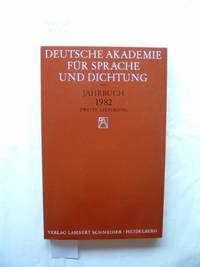 DEUTSCHE AKADEMIE
FÜR SPRACHE
UND DICHTUNG
JAHRBUCH
1982
ZWEITE LIEFERUNG
VERLAG LAMBERT SCHNEIDER · HEIDELBERG